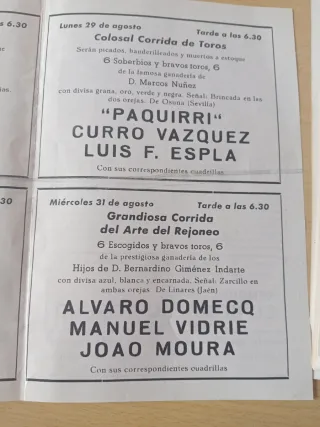 s 6.30
Lunes 29 de agosto Tarde a las 6.30
Colosal Corrida de Toros
Serán picados, banderilleados y muertos a estoque
6 Soberbios y bravos toros, 6
de la famosa ganadería de
D. Marcos Nuñez
con divisa grana, oro, verde y negra. Señal: Brincada en las
dos orejas. De Osuna (Sevilla)
"PAQUIRRI"
CURRO VAZQUEZ
LUIS F. ESPLA
Con sus correspondientes cuadrillas
30
Miércoles 31 de agosto Tarde a las 6.30
Grandiosa Corrida
del Arte del Rejoneo
6 Escogidos y bravos toros, 6
de la prestigiosa ganadería de los
Hijos de D. Bernardino Giménez Indarte
con divisa azul, blanca y encarnada. Señal: Zarcillo en
ambas orejas. De Linares (Jaén)
ALVARO DOMECQ
MANUEL VIDRIE
JOAO MOURA
Con sus correspondientes cuadrillas